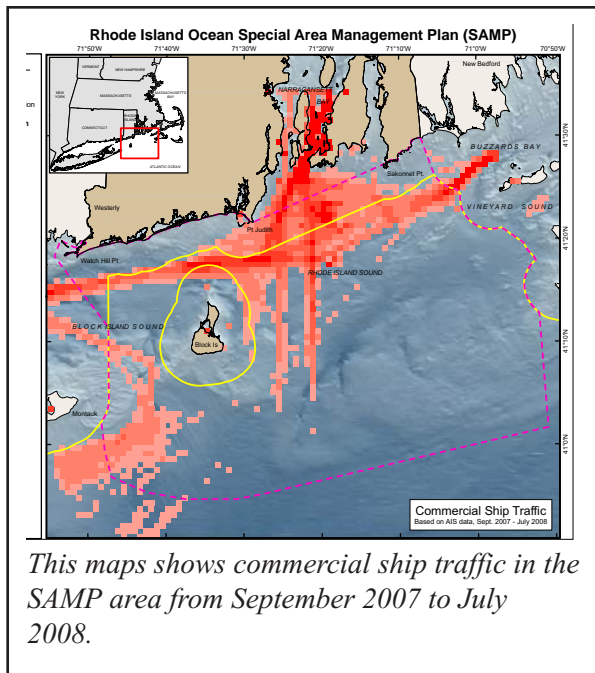 Rhode Island Ocean Special Area Management Plan (SAMP)
71°50'
71°40'
71°30'
71°20'
71°10'
71°0'
70°50'
VERMONT
NEW HAMPSHIRE
NEW YORK
MASSACHUSETTS
MASSACHUSETTS BAY
RHODE ISLAND
CONNECTICUT
ATLANTIC OCEAN
on
n
NARRAGANSETT
BAY
New Bedford
BUZZARDS BAY
41°30'
Sakonnet Pt.
VINEYARD SOUND
Westerly
Pt Judith
41°20'
Watch Hill Pt.
RHODE ISLAND SOUND
BLOCK ISLAND SOUND
Block Is
41°10'
Montauk
41°0'
Commercial Ship Traffic
Based on AIS data, Sept. 2007 - July 2008
This maps shows commercial ship traffic in the
SAMP area from September 2007 to July
2008.